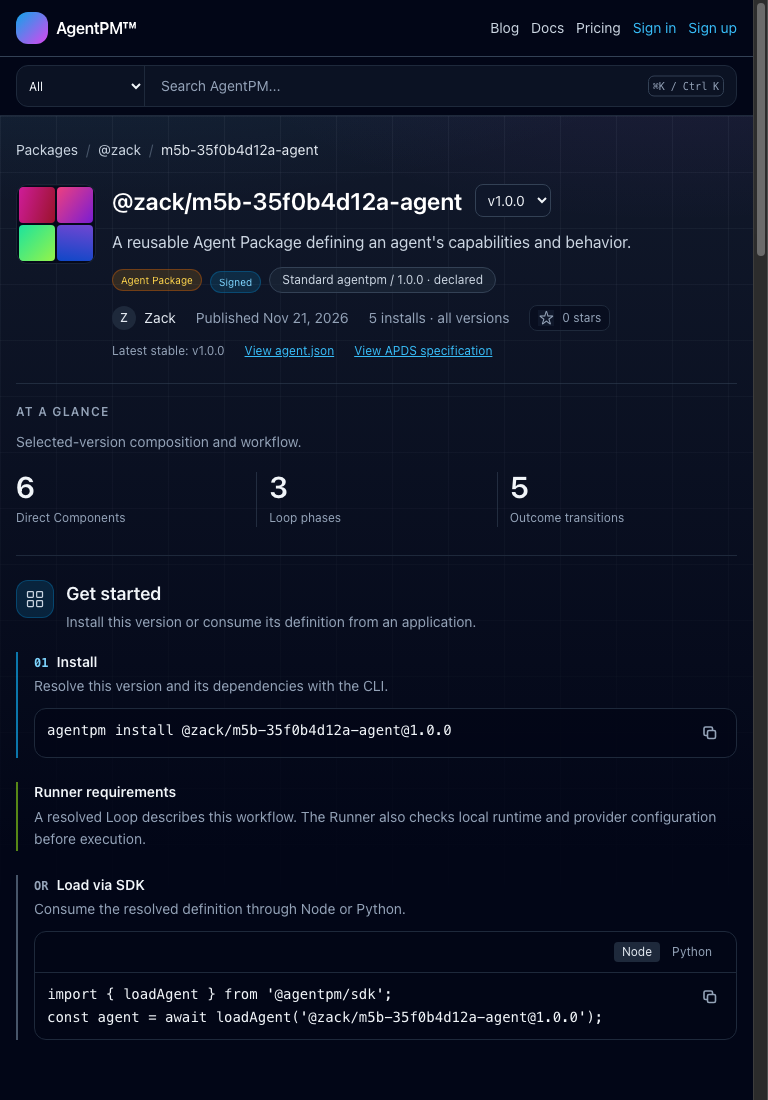 AgentPM™
Blog Docs Pricing Sign in Sign up
All
Search AgentPM...
⌘K / Ctrl K
Packages / @zack / m5b-35f0b4d12a-agent
@zack/m5b-35f0b4d12a-agent v1.0.0
A reusable Agent Package defining an agent's capabilities and behavior.
Agent Package Signed Standard agentpm / 1.0.0 · declared
Z Zack Published Nov 21, 2026 5 installs · all versions 0 stars
Latest stable: v1.0.0 View agent.json View APDS specification
AT A GLANCE
Selected-version composition and workflow.
6 3 5
Direct Components Loop phases Outcome transitions
Get started
Install this version or consume its definition from an application.
01 Install
Resolve this version and its dependencies with the CLI.
agentpm install @zack/m5b-35f0b4d12a-agent@1.0.0
Runner requirements
A resolved Loop describes this workflow. The Runner also checks local runtime and provider configuration
before execution.
OR Load via SDK
Consume the resolved definition through Node or Python.
Node Python
import { loadAgent } from '@agentpm/sdk';
const agent = await loadAgent('@zack/m5b-35f0b4d12a-agent@1.0.0');